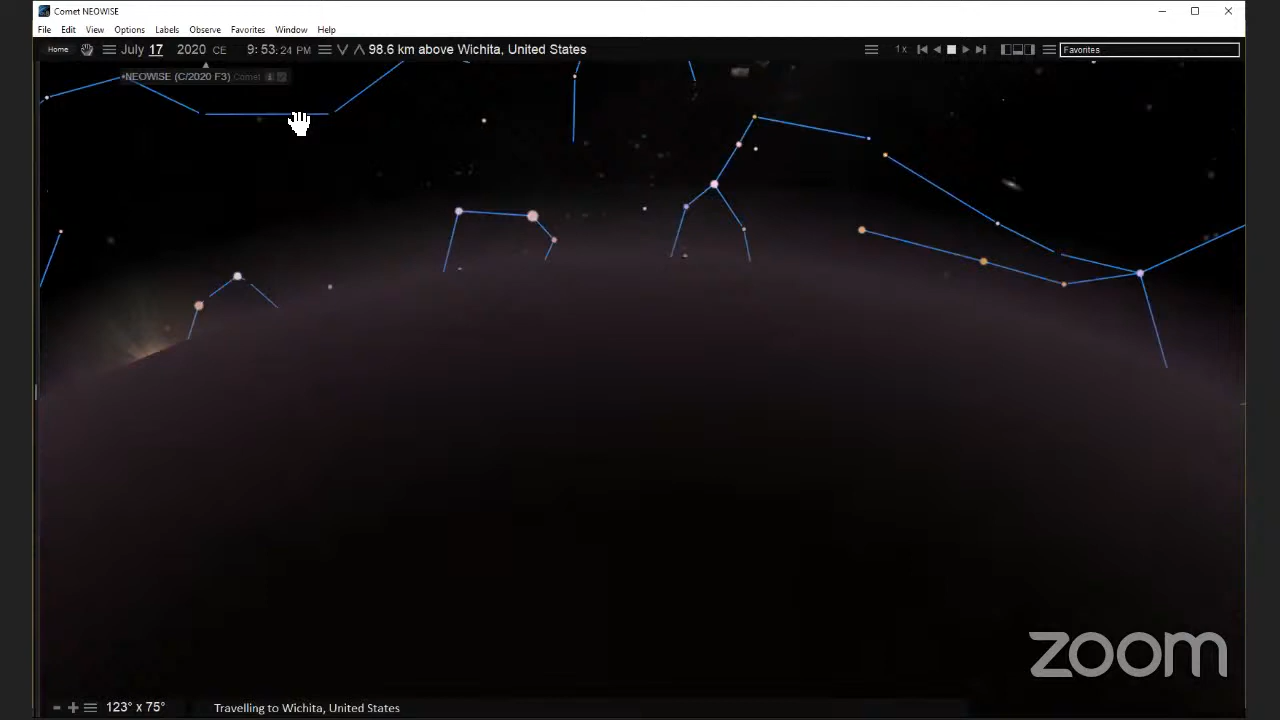 Comet NEOWISE
File Edit View Options Labels Observe Favorites Window Help
Home July 17 2020 CE 9:53:24 PM 98.6 km above Wichita, United States 1x Favorites
NEOWISE (C/2020 F3) Comet
zoom
123° x 75° Travelling to Wichita, United States